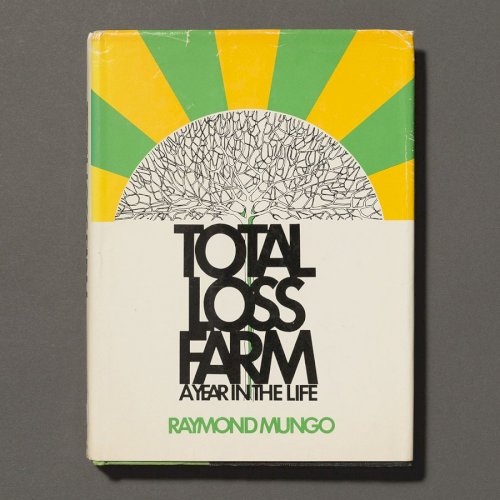 TOTAL
LOSS
FARM
A YEAR IN THE LIFE
RAYMOND MUNGO